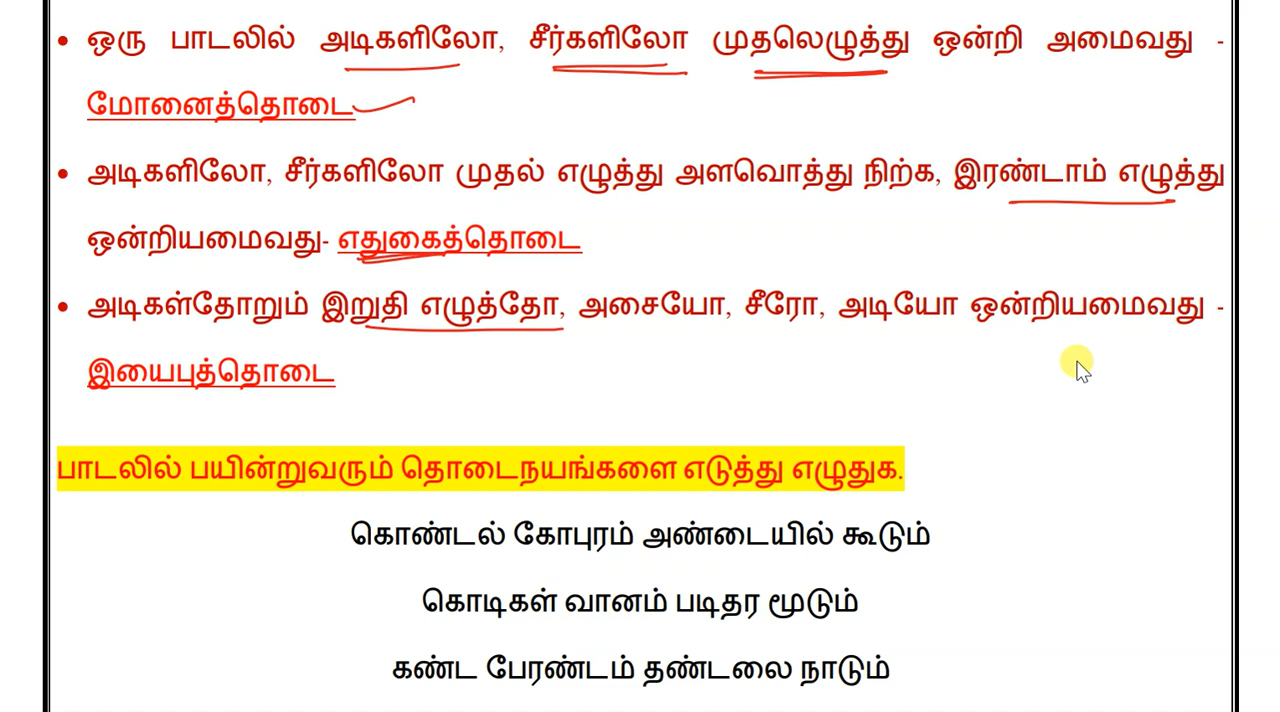 • ஒரு பாடலில் அடிகளிலோ, சீர்களிலோ முதலெழுத்து ஒன்றி அமைவது -
மோனைத்தொடை
• அடிகளிலோ, சீர்களிலோ முதல் எழுத்து அளவொத்து நிற்க, இரண்டாம் எழுத்து
ஒன்றியமைவது- எதுகைத்தொடை
• அடிகள்தோறும் இறுதி எழுத்தோ, அசையோ, சீரோ, அடியோ ஒன்றியமைவது -
இயைபுத்தொடை
பாடலில் பயின்றுவரும் தொடைநயங்களை எடுத்து எழுதுக.
கொண்டல் கோபுரம் அண்டையில் கூடும்
கொடிகள் வானம் படிதர மூடும்
கண்ட பேரண்டம் தண்டலை நாடும்